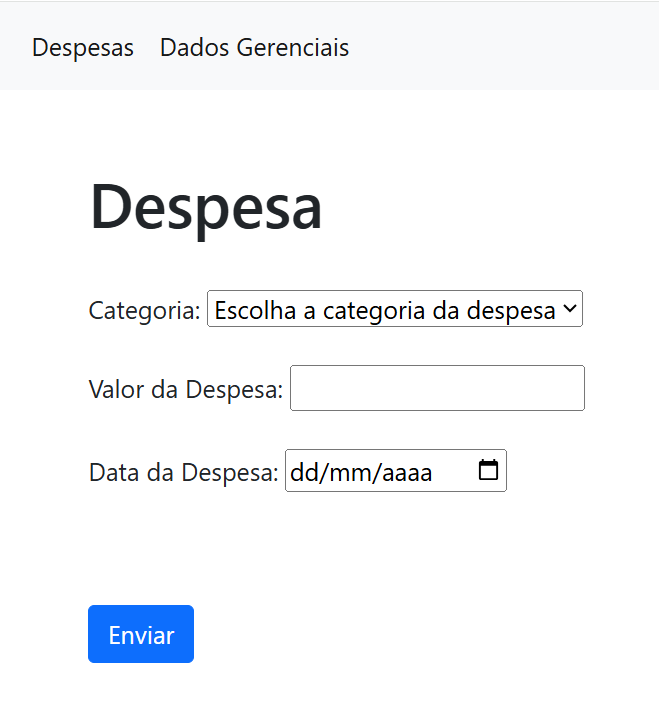 Despesas Dados Gerenciais
Despesa
Categoria: Escolha a categoria da despesa
Valor da Despesa:
Data da Despesa: dd/mm/aaaa
Enviar